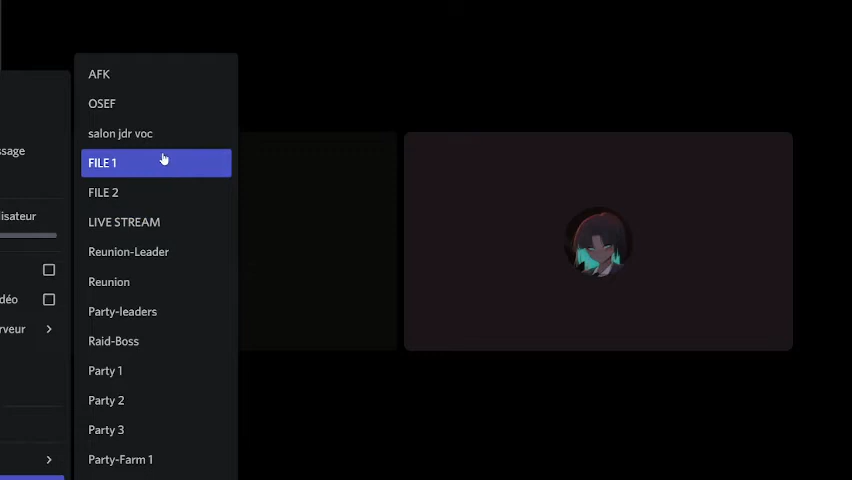 ssage
lisateur
déo
rveur
AFK
OSEF
salon jdr voc
FILE 1
FILE 2
LIVE STREAM
Reunion-Leader
Reunion
Party-leaders
Raid-Boss
Party 1
Party 2
Party 3
Party-Farm 1